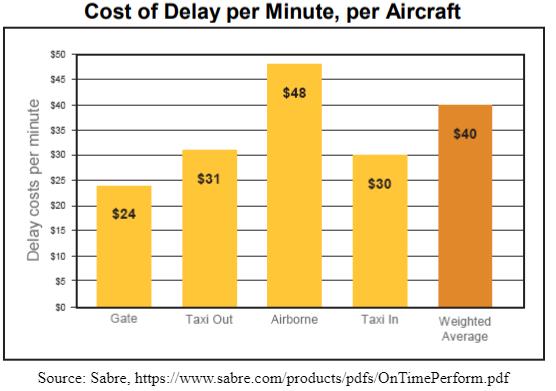 Cost of Delay per Minute, per Aircraft
Delay costs per minute
$50
$45
$40
$35
$30
$25
$20
$15
$10
$5
$0
$24
$31
$48
$30
$40
Gate
Taxi Out
Airborne
Taxi In
Weighted
Average
Source: Sabre, https://www.sabre.com/products/pdfs/OnTimePerform.pdf